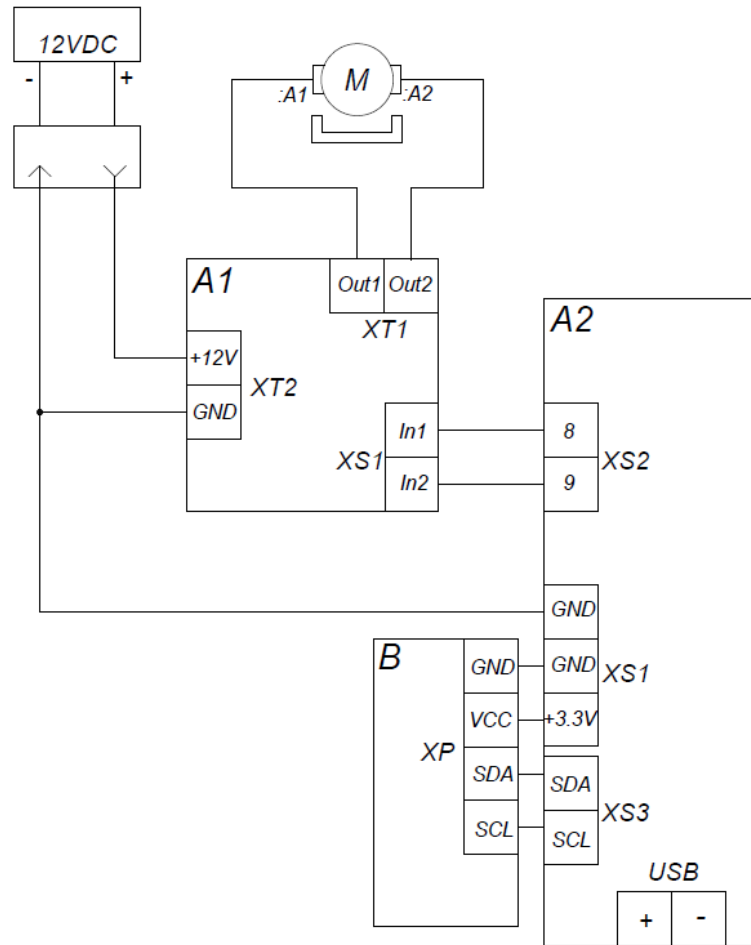 12VDC
- +
:A1 M :A2
A1
Out1 Out2
XT1
A2
+12V
XT2
GND
In1 8
XS1 XS2
In2 9
GND
B
GND GND XS1
VCC +3.3V
XP
SDA SDA
XS3
SCL SCL
USB
+ -